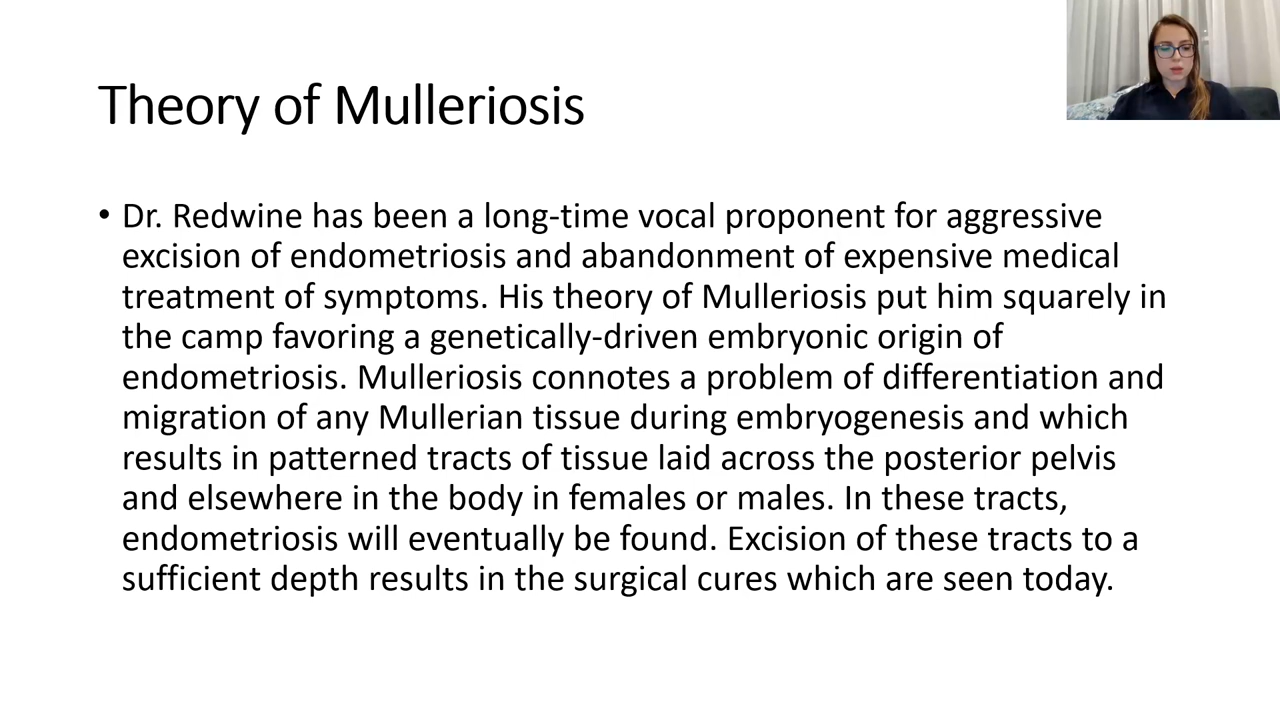 Theory of Mulleriosis
• Dr. Redwine has been a long-time vocal proponent for aggressive
excision of endometriosis and abandonment of expensive medical
treatment of symptoms. His theory of Mulleriosis put him squarely in
the camp favoring a genetically-driven embryonic origin of
endometriosis. Mulleriosis connotes a problem of differentiation and
migration of any Mullerian tissue during embryogenesis and which
results in patterned tracts of tissue laid across the posterior pelvis
and elsewhere in the body in females or males. In these tracts,
endometriosis will eventually be found. Excision of these tracts to a
sufficient depth results in the surgical cures which are seen today.